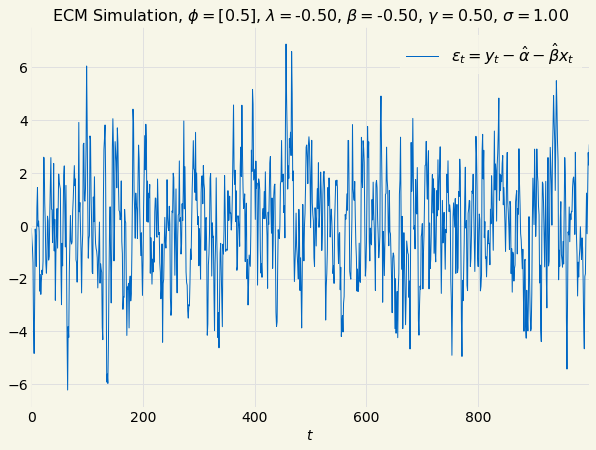 ECM Simulation, ϕ = [0.5], λ = -0.50, β = -0.50, γ = 0.50, σ = 1.00
εₜ = yₜ − α̂ − β̂xₜ
6
4
2
0
−2
−4
−6
0 200 400 600 800
t